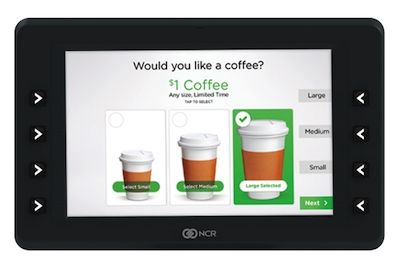 Would you like a coffee?
$1 Coffee
Any size, Limited Time
TAP TO SELECT
Large
Medium
Small
Select Small
Select Medium
Large Selected
Next >
NCR